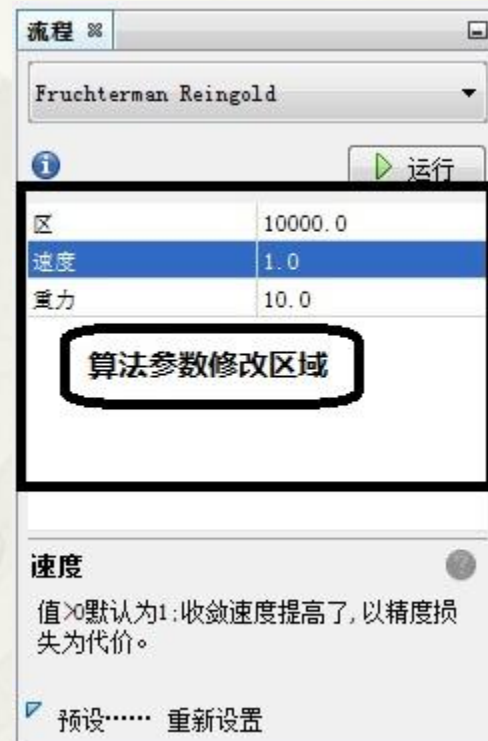 流程
Fruchterman Reingold
运行
区 10000.0
速度 1.0
重力 10.0
算法参数修改区域
速度
值>0默认为1:收敛速度提高了,以精度损
失为代价。
预设…… 重新设置